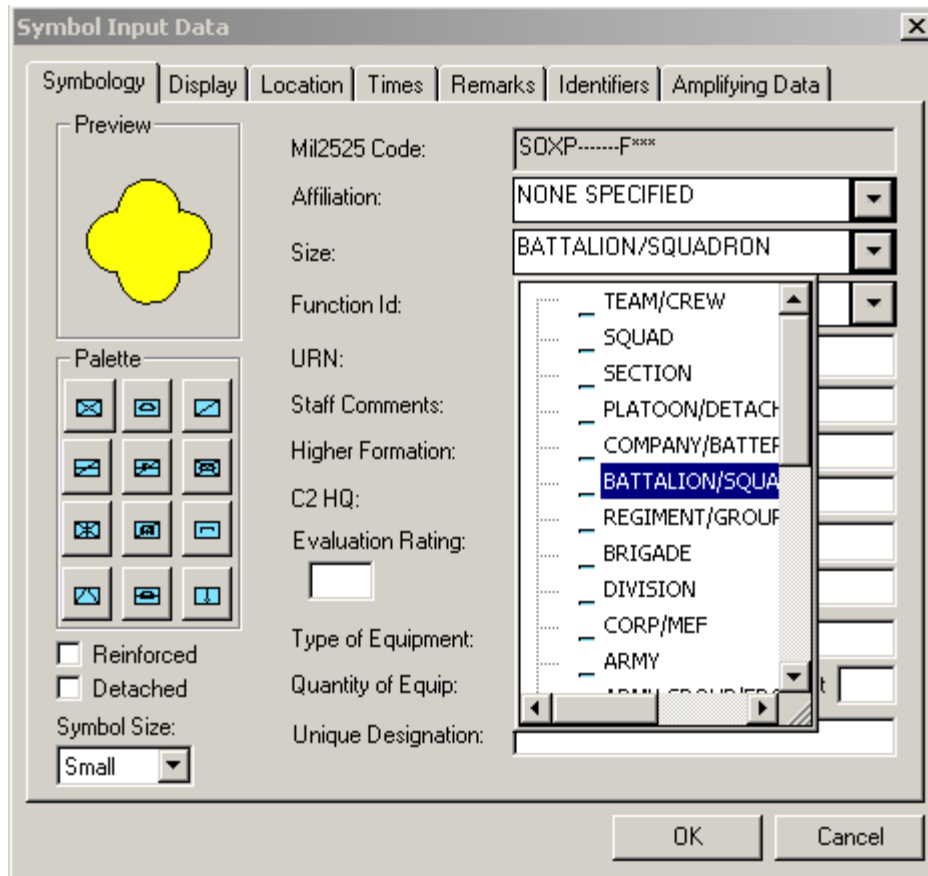 Symbol Input Data
Symbology Display Location Times Remarks Identifiers Amplifying Data
Preview
Mil2525 Code: SOXP-------F***
Affiliation: NONE SPECIFIED
Size: BATTALION/SQUADRON
Function Id:
TEAM/CREW
SQUAD
SECTION
PLATOON/DETACH
COMPANY/BATTER
BATTALION/SQUA
REGIMENT/GROUP
BRIGADE
DIVISION
CORP/MEF
ARMY
URN:
Staff Comments:
Higher Formation:
C2 HQ:
Evaluation Rating:
Type of Equipment:
Quantity of Equip:
t
Unique Designation:
Palette
Reinforced
Detached
Symbol Size:
Small
OK Cancel